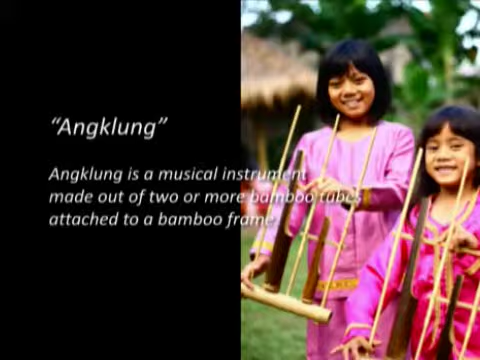 “Angklung”
Angklung is a musical instrument
made out of two or more bamboo tubes
attached to a bamboo frame.